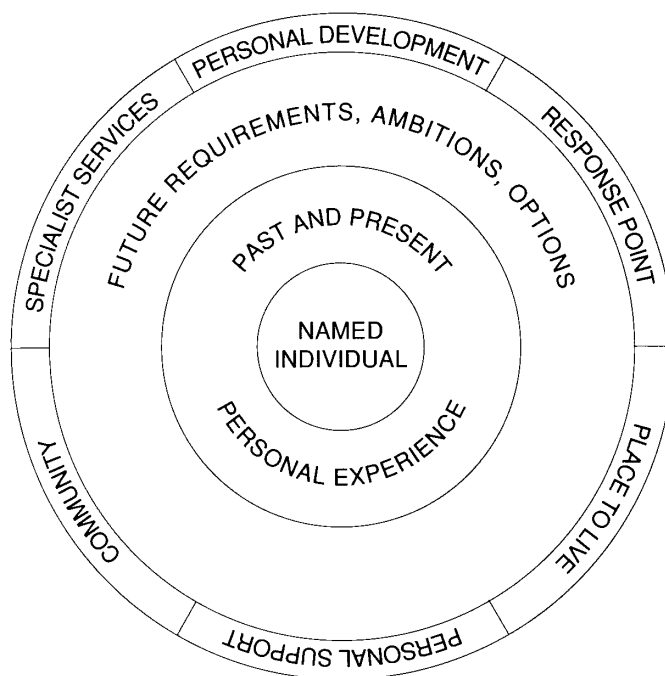 PERSONAL DEVELOPMENT
RESPONSE POINT
PLACE TO LIVE
PERSONAL SUPPORT
COMMUNITY
SPECIALIST SERVICES
FUTURE REQUIREMENTS, AMBITIONS, OPTIONS
PAST AND PRESENT
PERSONAL EXPERIENCE
NAMED
INDIVIDUAL